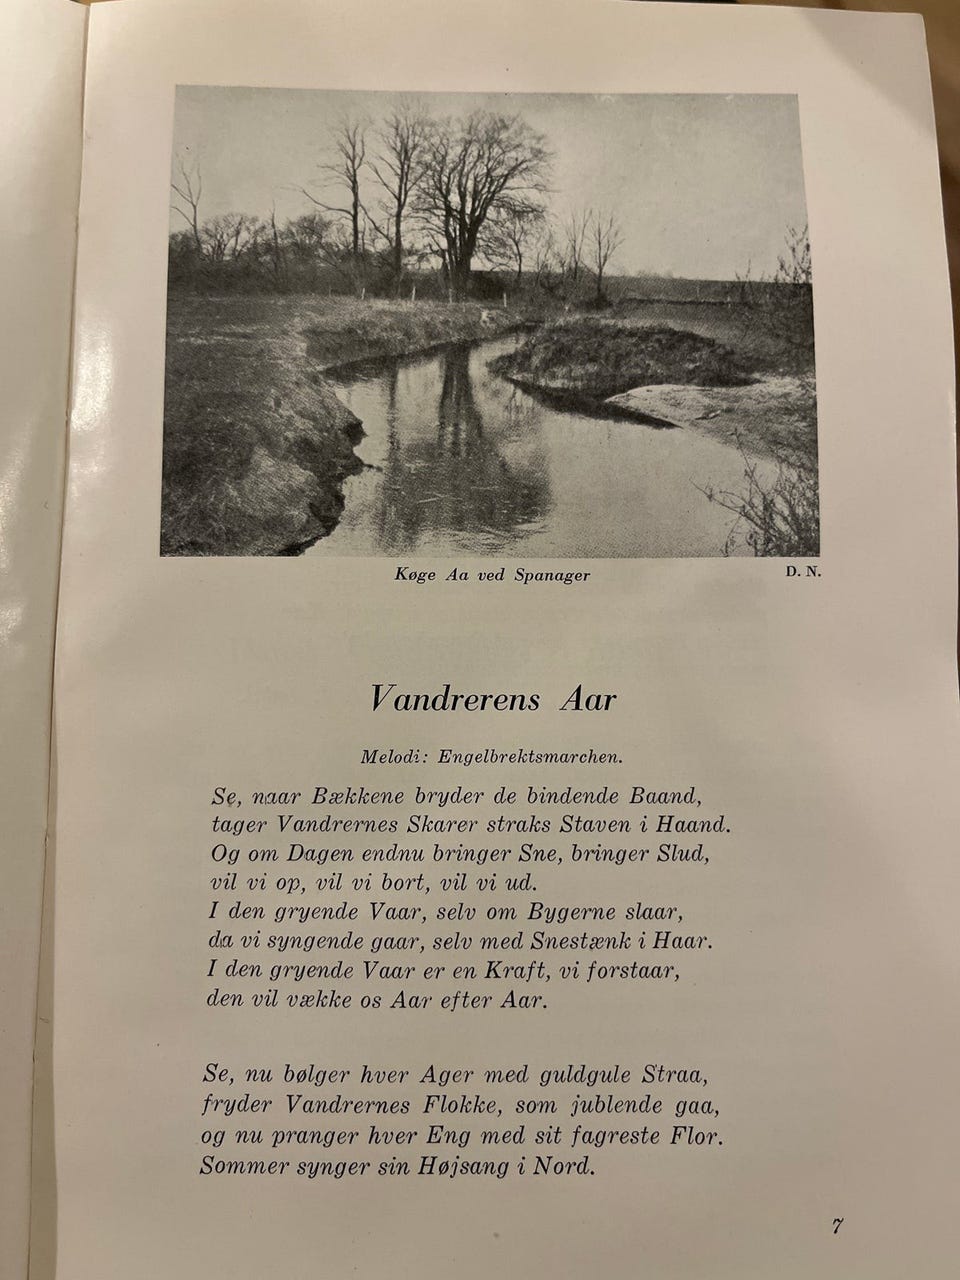 Køge Aa ved Spanager
D. N.
Vandrerens Aar
Melodi: Engelbrektsmarchen.
Se, naar Bækkene bryder de bindende Baand,
tager Vandrernes Skarer straks Staven i Haand.
Og om Dagen endnu bringer Sne, bringer Slud,
vil vi op, vil vi bort, vil vi ud.
I den gryende Vaar, selv om Bygerne slaar,
da vi syngende gaar, selv med Snestænk i Haar.
I den gryende Vaar er en Kraft, vi forstaar,
den vil vække os Aar efter Aar.
Se, nu bølger hver Ager med guldgule Straa,
fryder Vandrernes Flokke, som jublende gaa,
og nu pranger hver Eng med sit fagreste Flor.
Sommer synger sin Højsang i Nord.
7